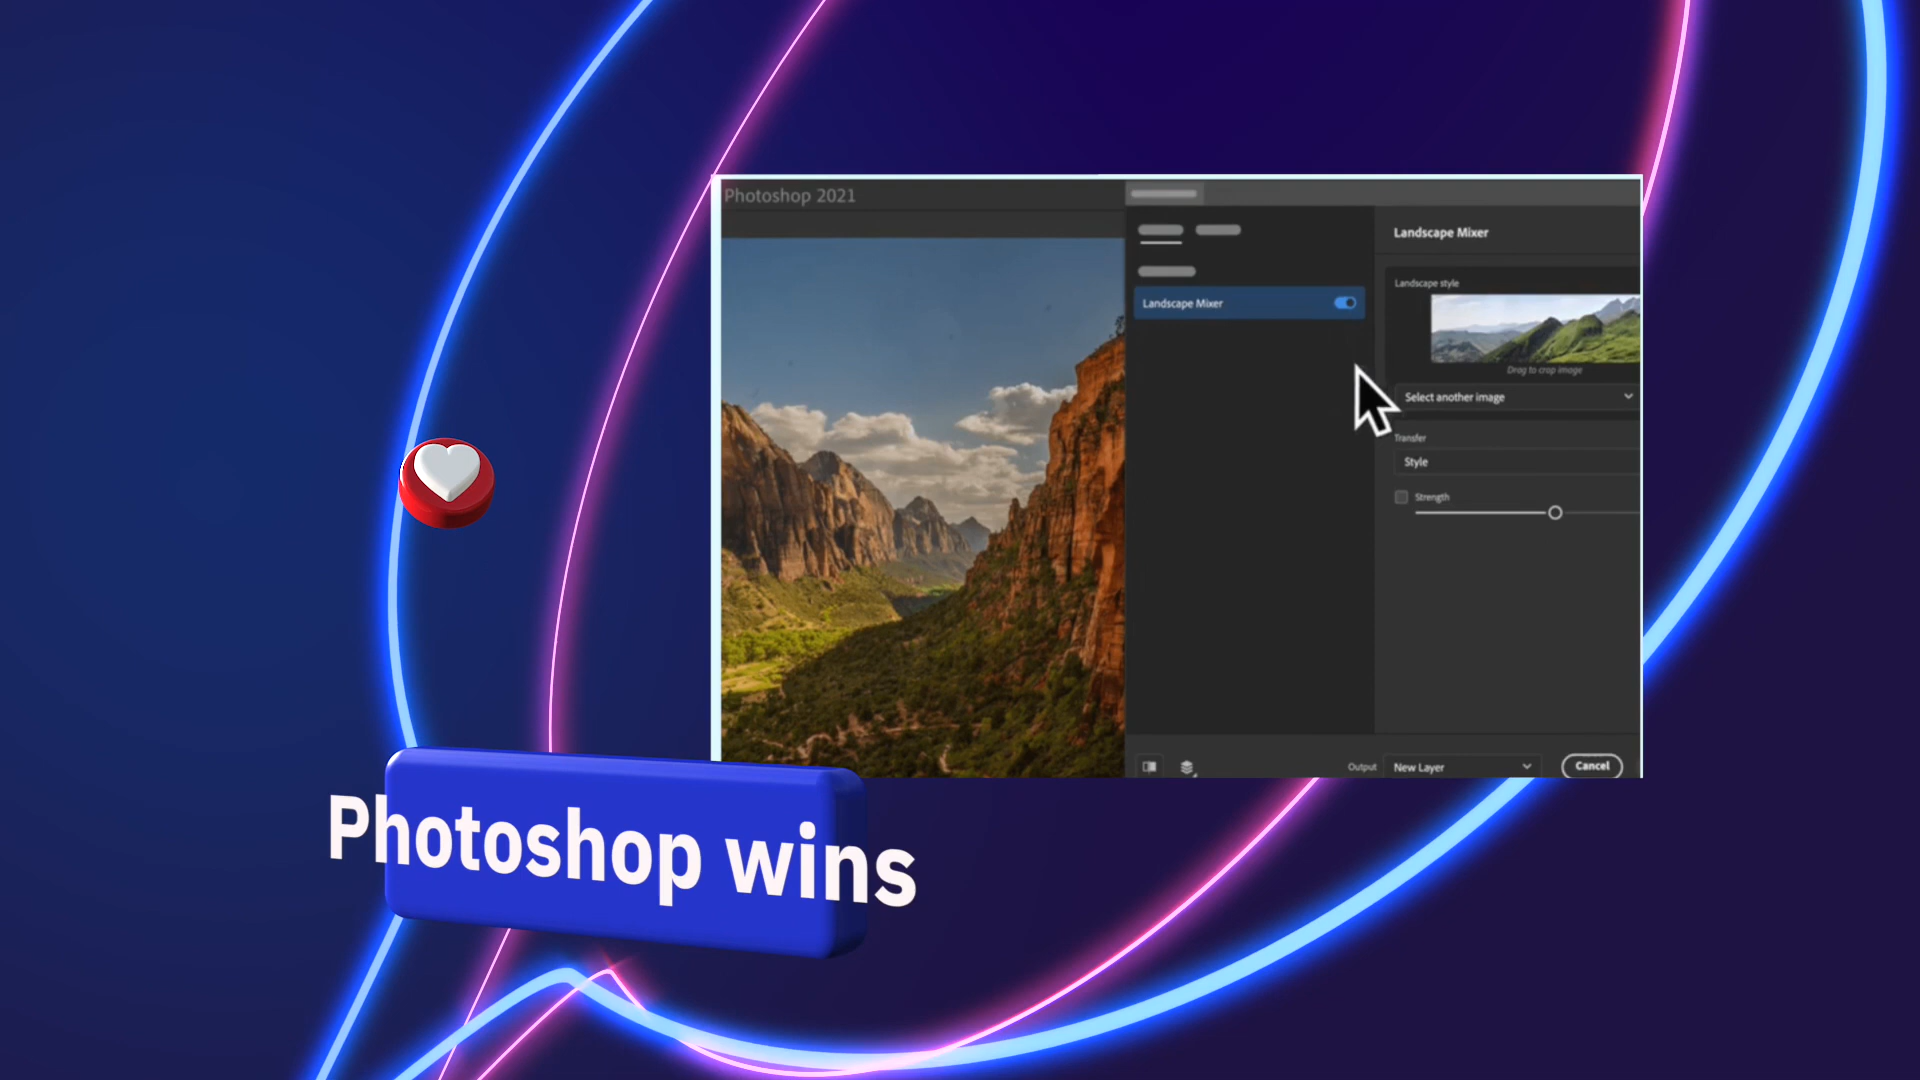 Photoshop 2021
Landscape Mixer
Landscape style
Landscape Mixer
Drag to crop image
Select another image
Transfer
Style
Strength
Output
New Layer
Cancel
Photoshop wins